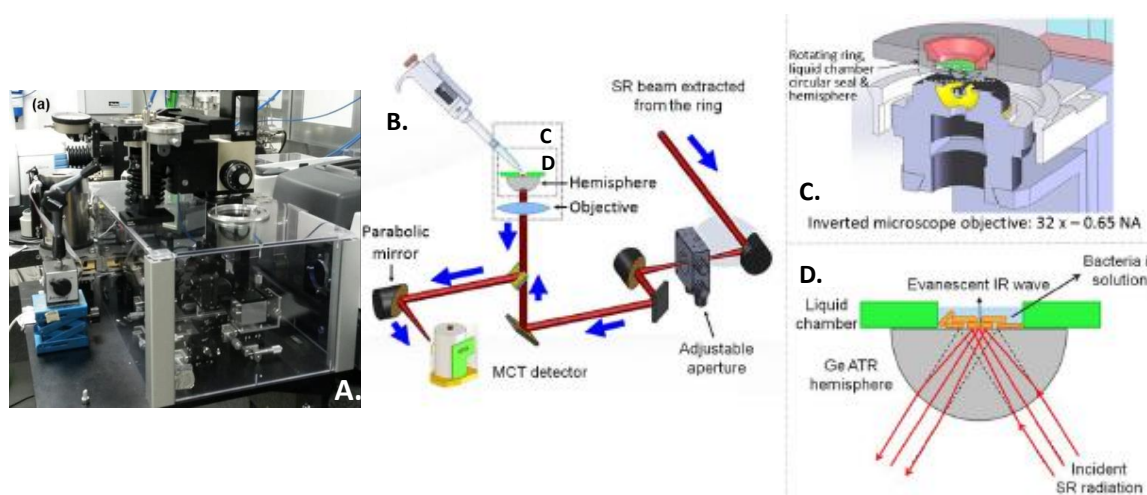 (a)
A.
B.
C
D
SR beam extracted
from the ring
Hemisphere
Objective
Parabolic
mirror
MCT detector
Adjustable
aperture
Rotating ring,
liquid chamber
circular seal &
hemisphere
C.
Inverted microscope objective: 32 x – 0.65 NA
D.
Evanescent IR wave
Bacteria i
solution
Liquid
chamber
Ge ATR
hemisphere
Incident
SR radiation